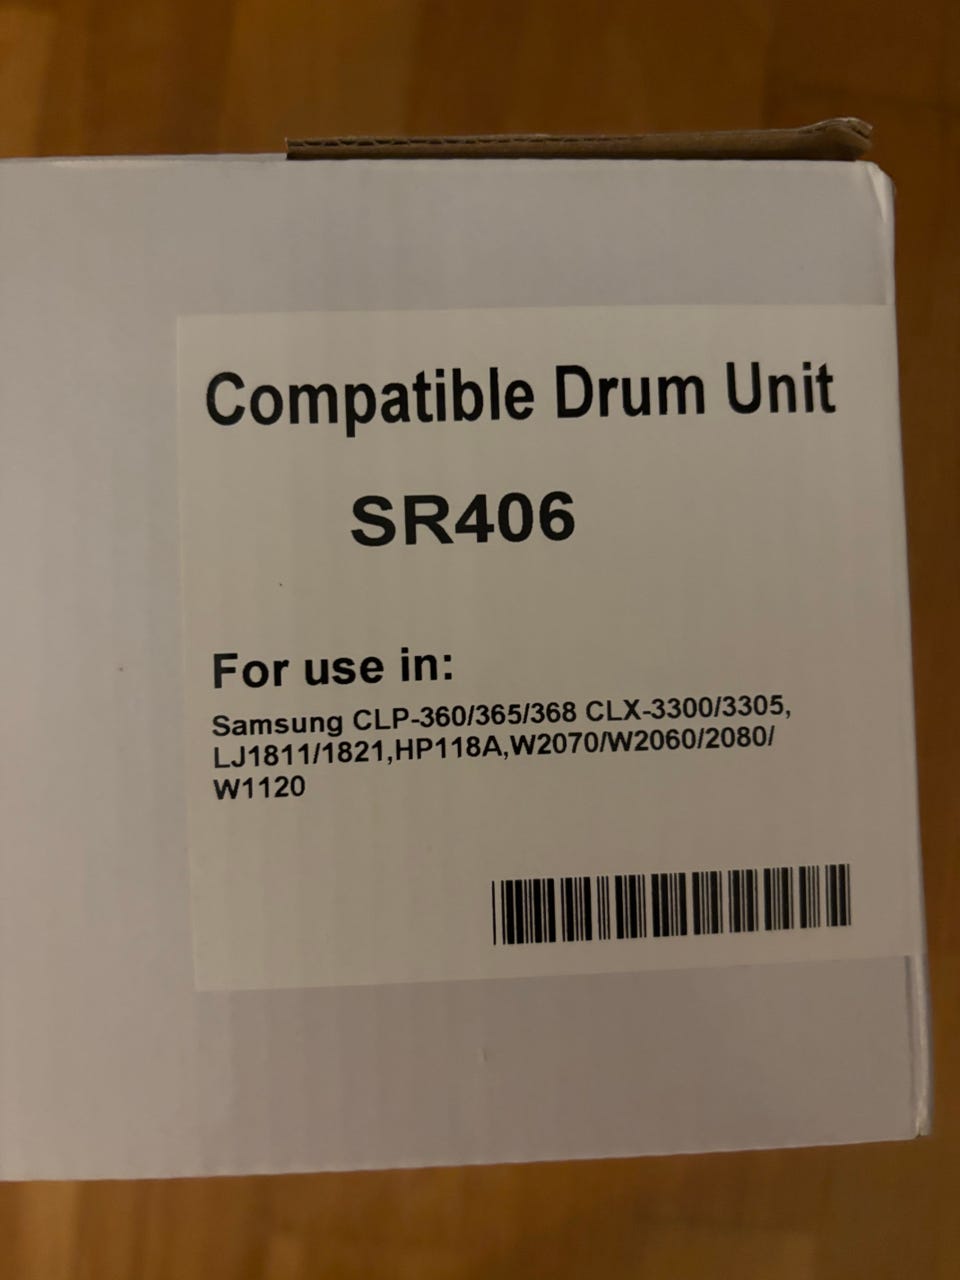 Compatible Drum Unit
SR406
For use in:
Samsung CLP-360/365/368 CLX-3300/3305,
LJ1811/1821,HP118A,W2070/W2060/2080/
W1120